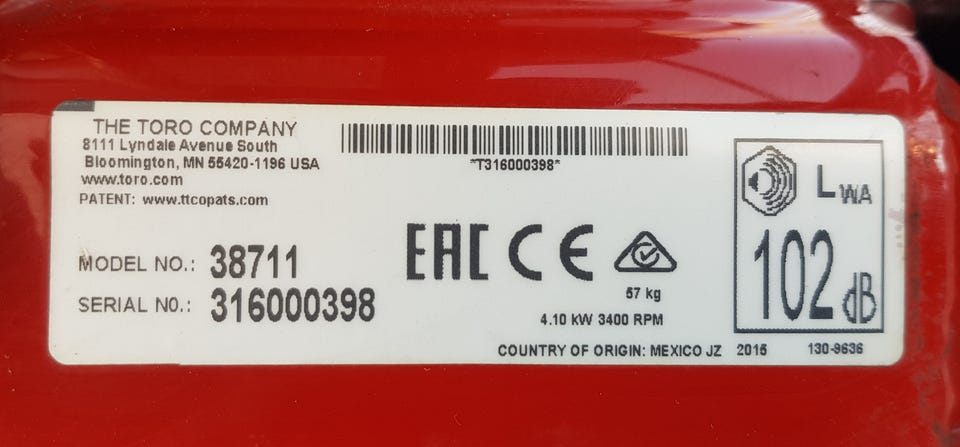 THE TORO COMPANY
8111 Lyndale Avenue South
Bloomington, MN 55420-1196 USA
www.toro.com
PATENT: www.ttcopats.com
*T316000398*
MODEL NO.: 38711
SERIAL NO.: 316000398
EAC CE
57 kg
4.10 kW 3400 RPM
LWA
102 dB
COUNTRY OF ORIGIN: MEXICO JZ 2015 130-9636